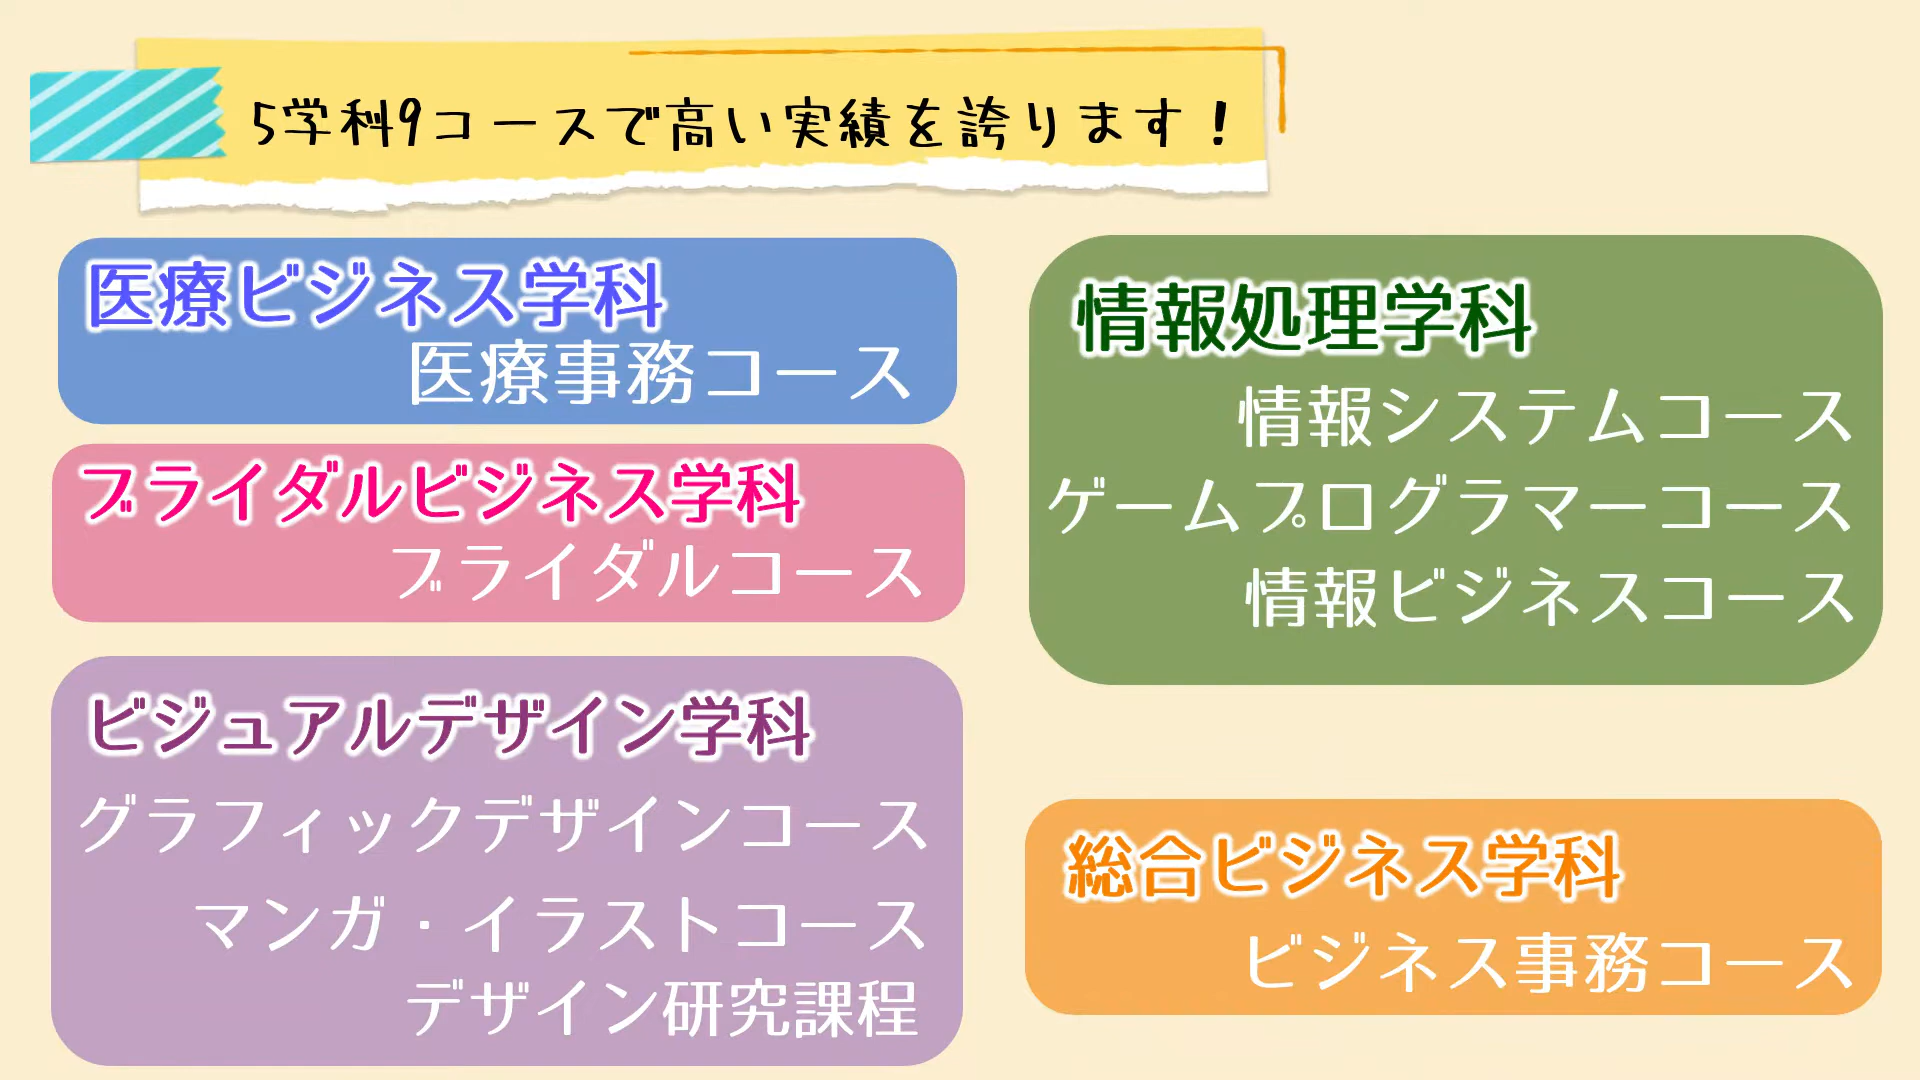 5学科9コースで高い実績を誇ります！
医療ビジネス学科
医療事務コース
ブライダルビジネス学科
ブライダルコース
ビジュアルデザイン学科
グラフィックデザインコース
マンガ・イラストコース
デザイン研究課程
情報処理学科
情報システムコース
ゲームプログラマーコース
情報ビジネスコース
総合ビジネス学科
ビジネス事務コース